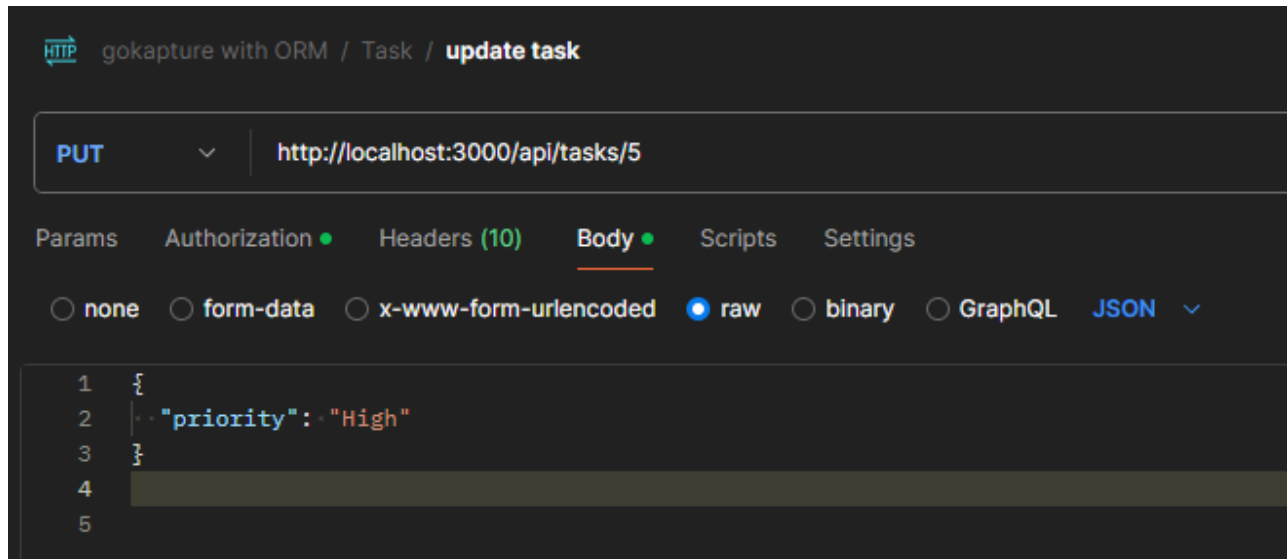 HTTP gokapture with ORM / Task / update task
PUT http://localhost:3000/api/tasks/5
Params Authorization Headers (10) Body Scripts Settings
none form-data x-www-form-urlencoded raw binary GraphQL JSON
1 {
2 "priority": "High"
3 }
4
5